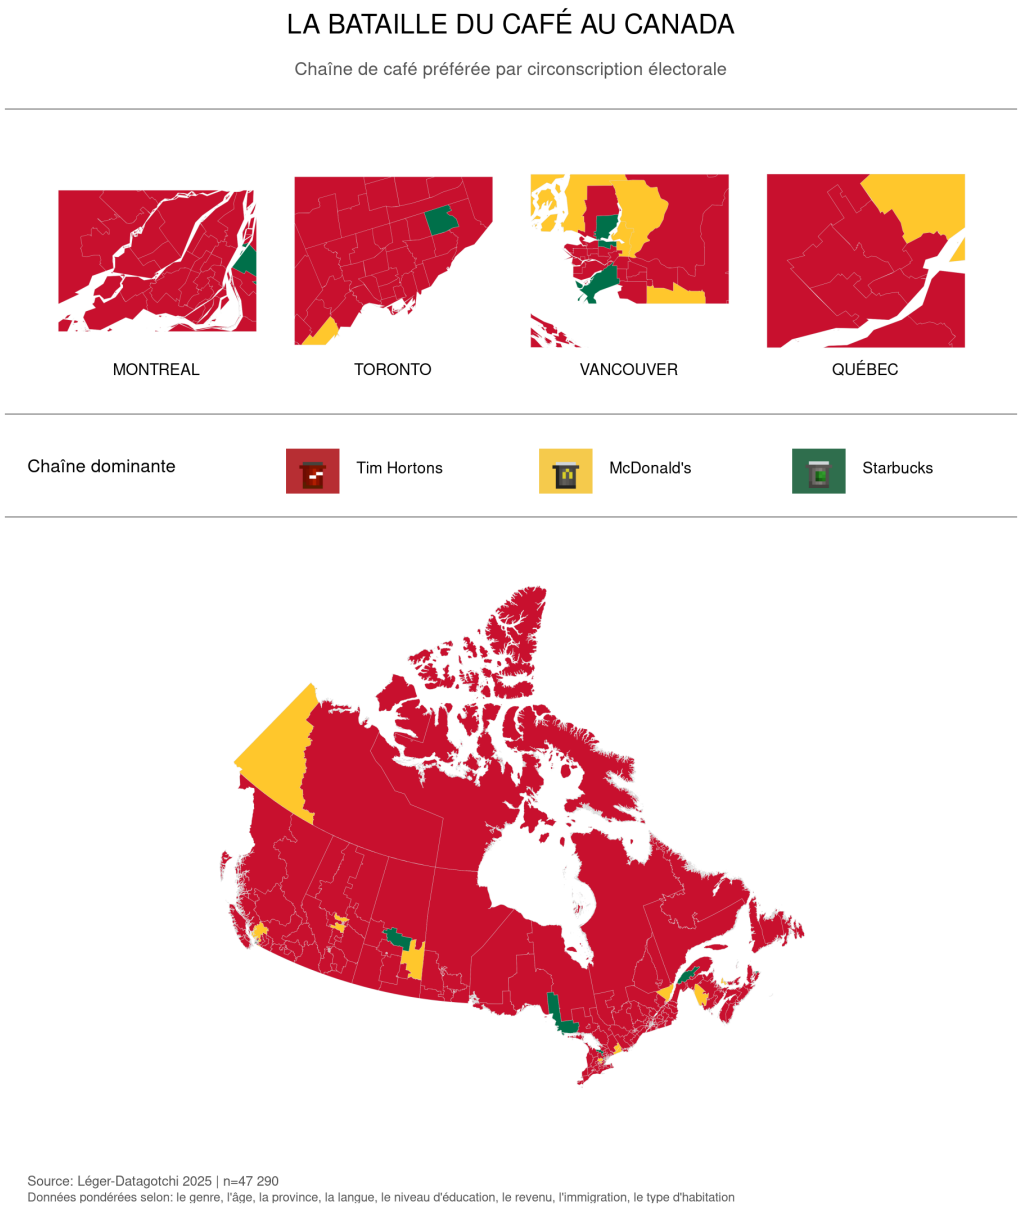 LA BATAILLE DU CAFÉ AU CANADA
Chaîne de café préférée par circonscription électorale
MONTREAL
TORONTO
VANCOUVER
QUÉBEC
Chaîne dominante
Tim Hortons
McDonald's
Starbucks
Source: Léger-Datagotchi 2025 | n=47 290
Données pondérées selon: le genre, l'âge, la province, la langue, le niveau d'éducation, le revenu, l'immigration, le type d'habitation